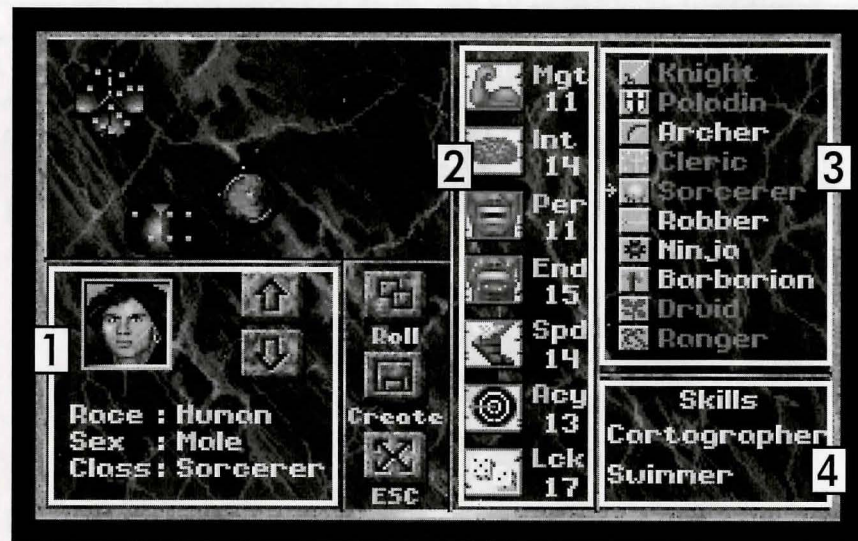 1
Race : Human
Sex : Male
Class : Sorcerer
Roll
Create
ESC
2
Mgt
11
Int
14
Per
11
End
15
Spd
14
Acy
13
Lck
17
3
Knight
Paladin
Archer
Cleric
Sorcerer
Robber
Ninja
Barbarian
Druid
Ranger
Skills
Cartographer
Swimmer
4